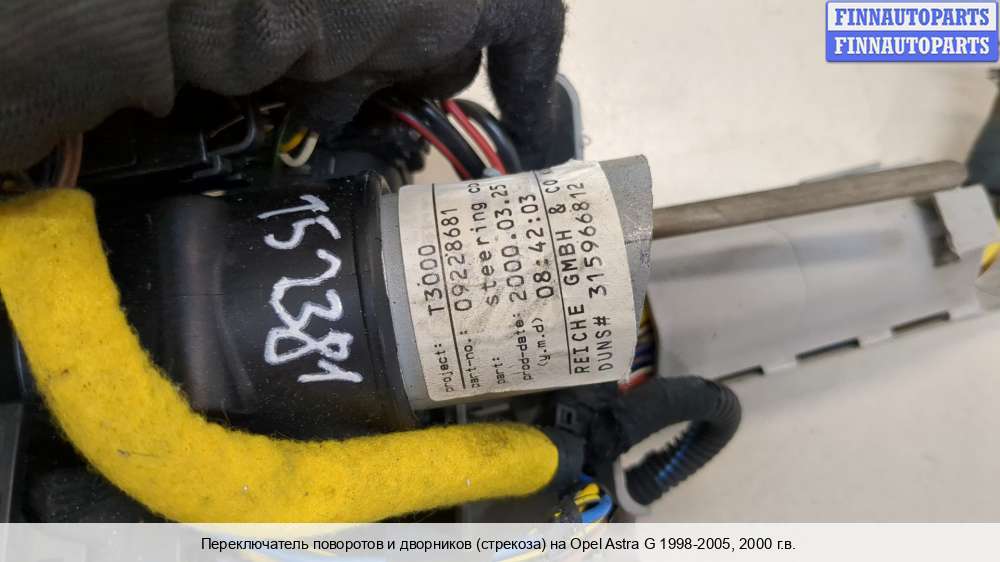 FINNAUTOPARTS
FINNAUTOPARTS
project: T3000
part-no.: 09228681
part: steering co
prod-date: 2000.03.25
(y.m.d) 08:42:03
REICHE GMBH & CO
DUNS# 315966812
Переключатель поворотов и дворников (стрекоза) на Opel Astra G 1998-2005, 2000 г.в.